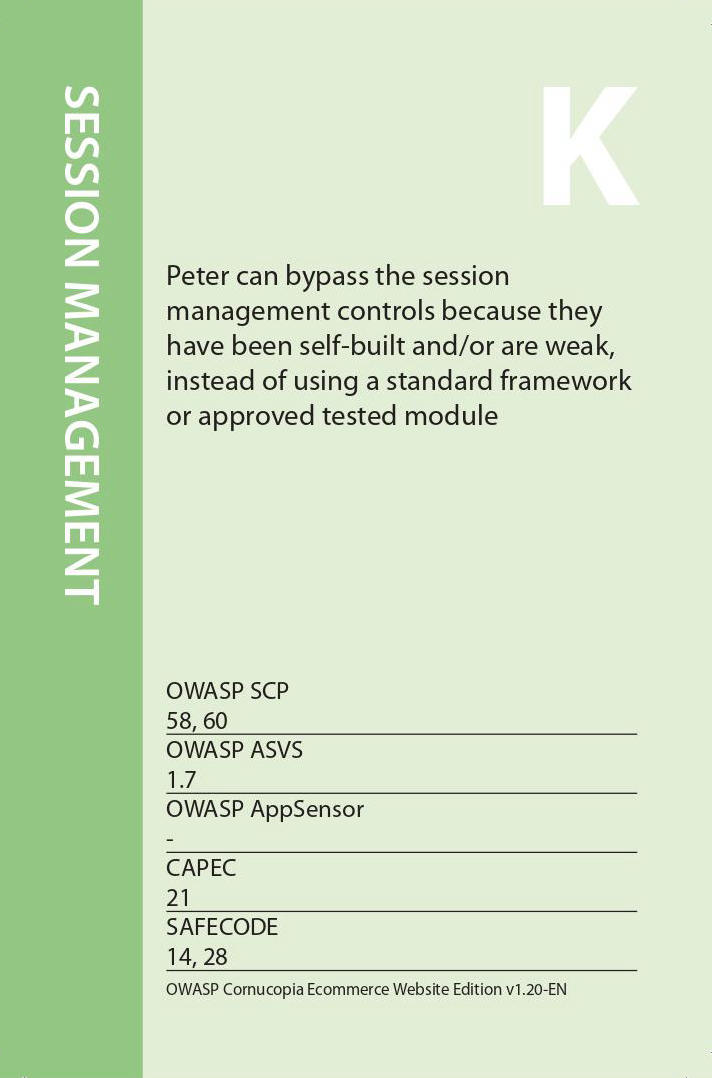 SESSION MANAGEMENT
K
Peter can bypass the session
management controls because they
have been self-built and/or are weak,
instead of using a standard framework
or approved tested module
OWASP SCP
58, 60
OWASP ASVS
1.7
OWASP AppSensor
-
CAPEC
21
SAFECODE
14, 28
OWASP Cornucopia Ecommerce Website Edition v1.20-EN